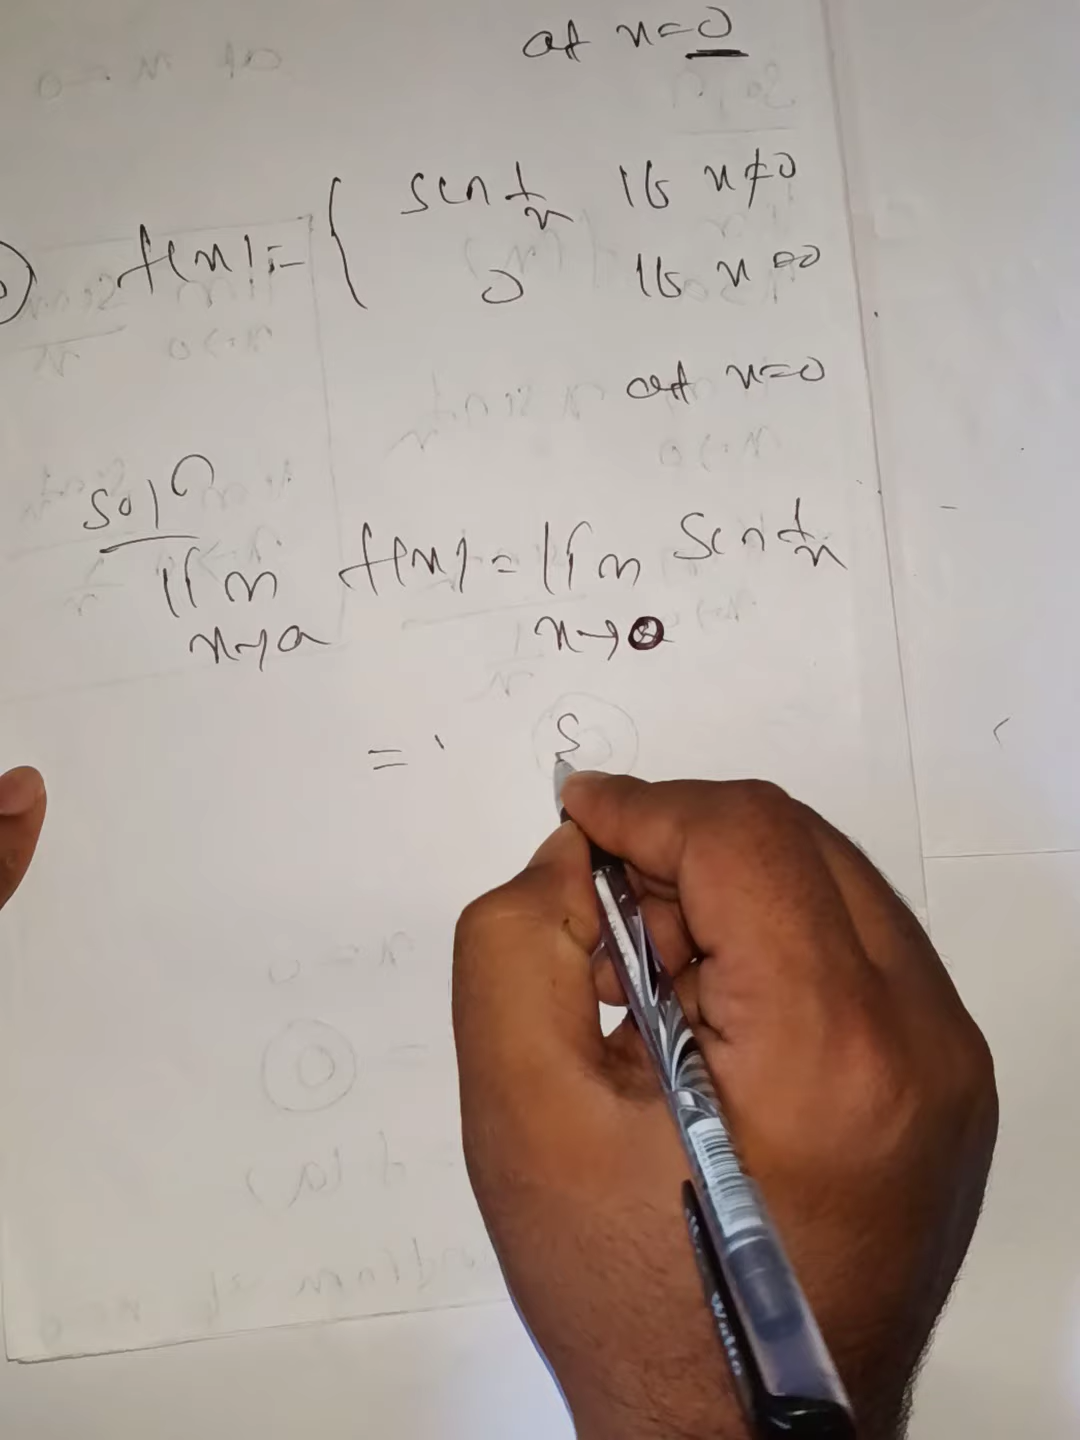 at x=0
f(x)= { sin 1/x if x≠0
0 if x=0
at x=0
Soln
lim x→a f(x) = lim x→0 sin 1/x
= S